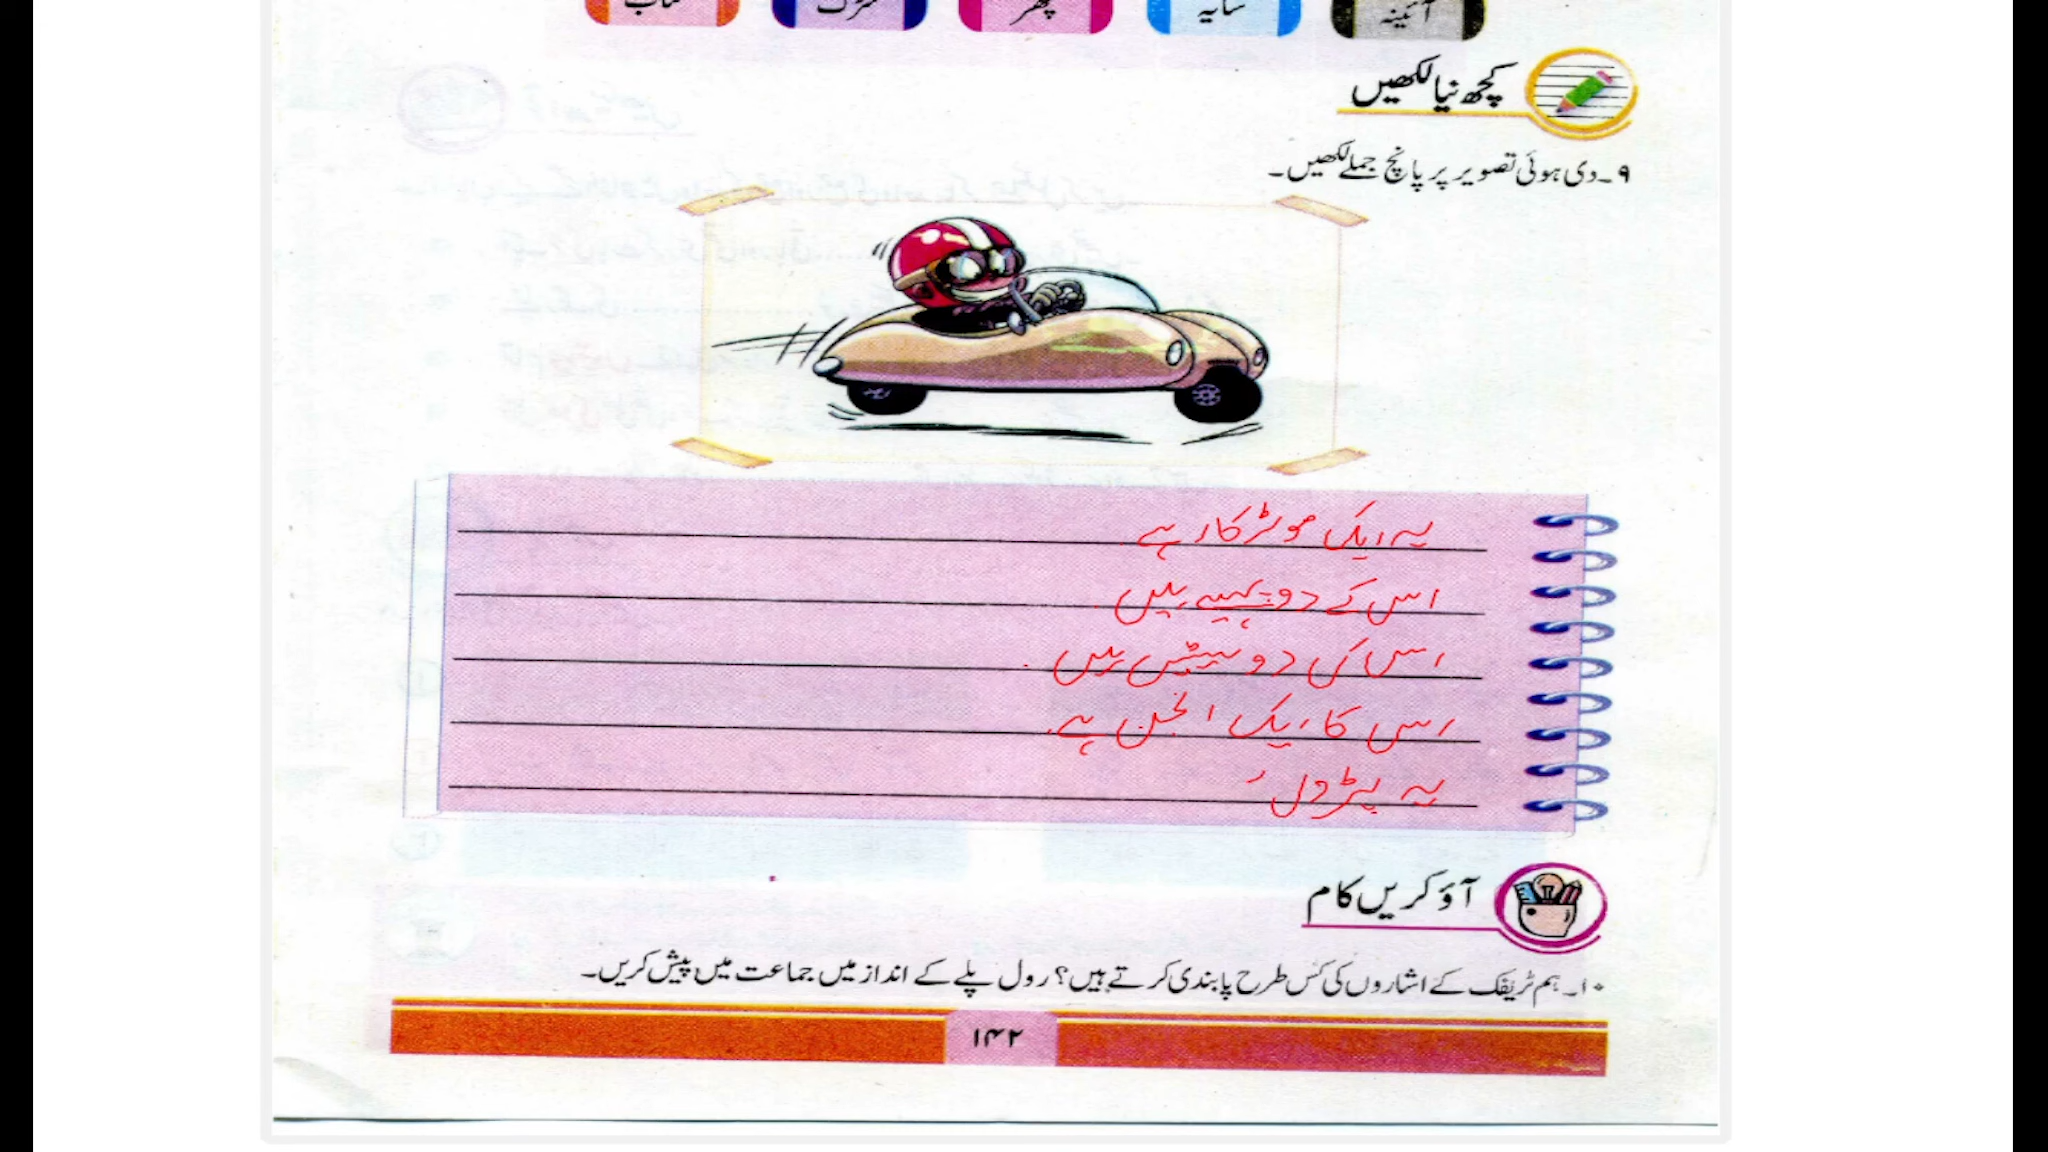 آئینہ سایہ پتھر سڑک کتاب
کچھ نیا لکھیں
۹۔ دی ہوئی تصویر پر پانچ جملے لکھیں۔
یہ ایک موٹر کار ہے
اس کے دو پہیے ہیں۔
اس کی دو سیٹیں ہیں۔
اس کا ایک انجن ہے۔
یہ پٹرول
آؤ کریں کام
۱۰۔ ہم ٹریفک کے اشاروں کی کس طرح پابندی کرتے ہیں؟ رول پلے کے انداز میں جماعت میں پیش کریں۔
۱۴۲